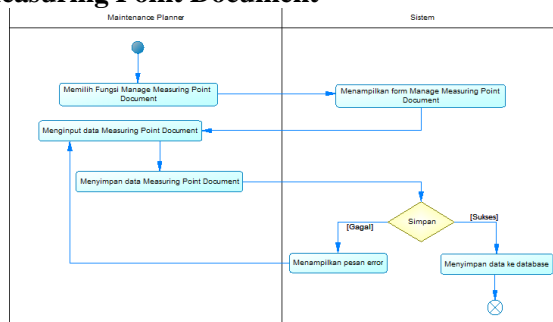 Measuring Point Document
Maintenance Planner
Sistem
Memilih Fungsi Manage Measuring Point
Document
Menampilkan form Manage Measuring Point
Document
Menginput data Measuring Point Document
Menyimpan data Measuring Point Document
Simpan
[Gagal]
[Sukses]
Menampilkan pesan error
Menyimpan data ke database